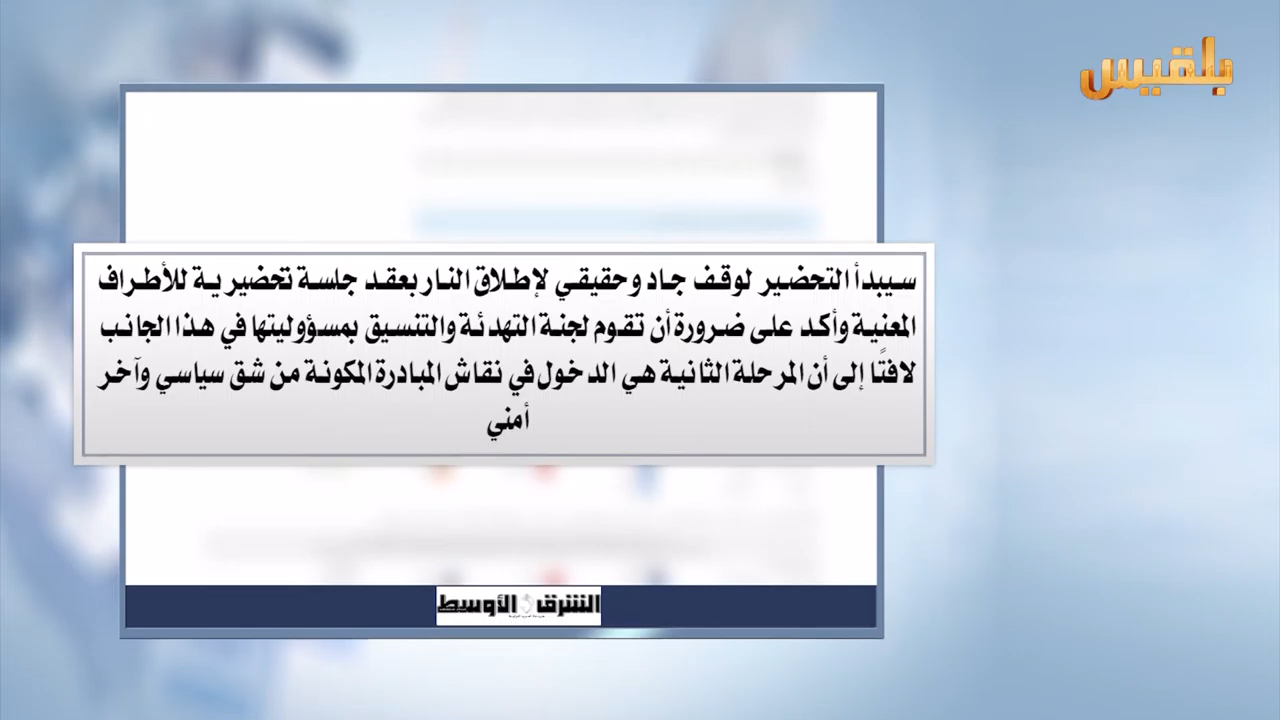 بلقيس
سيبدأ التحضير لوقف جاد وحقيقي لإطلاق النار بعقد جلسة تحضيرية للأطراف
المعنية وأكد على ضرورة أن تقوم لجنة التهدئة والتنسيق بمسؤوليتها في هذا الجانب
لافتًا إلى أن المرحلة الثانية هي الدخول في نقاش المبادرة المكونة من شق سياسي وآخر
أمني
الشرق الأوسط